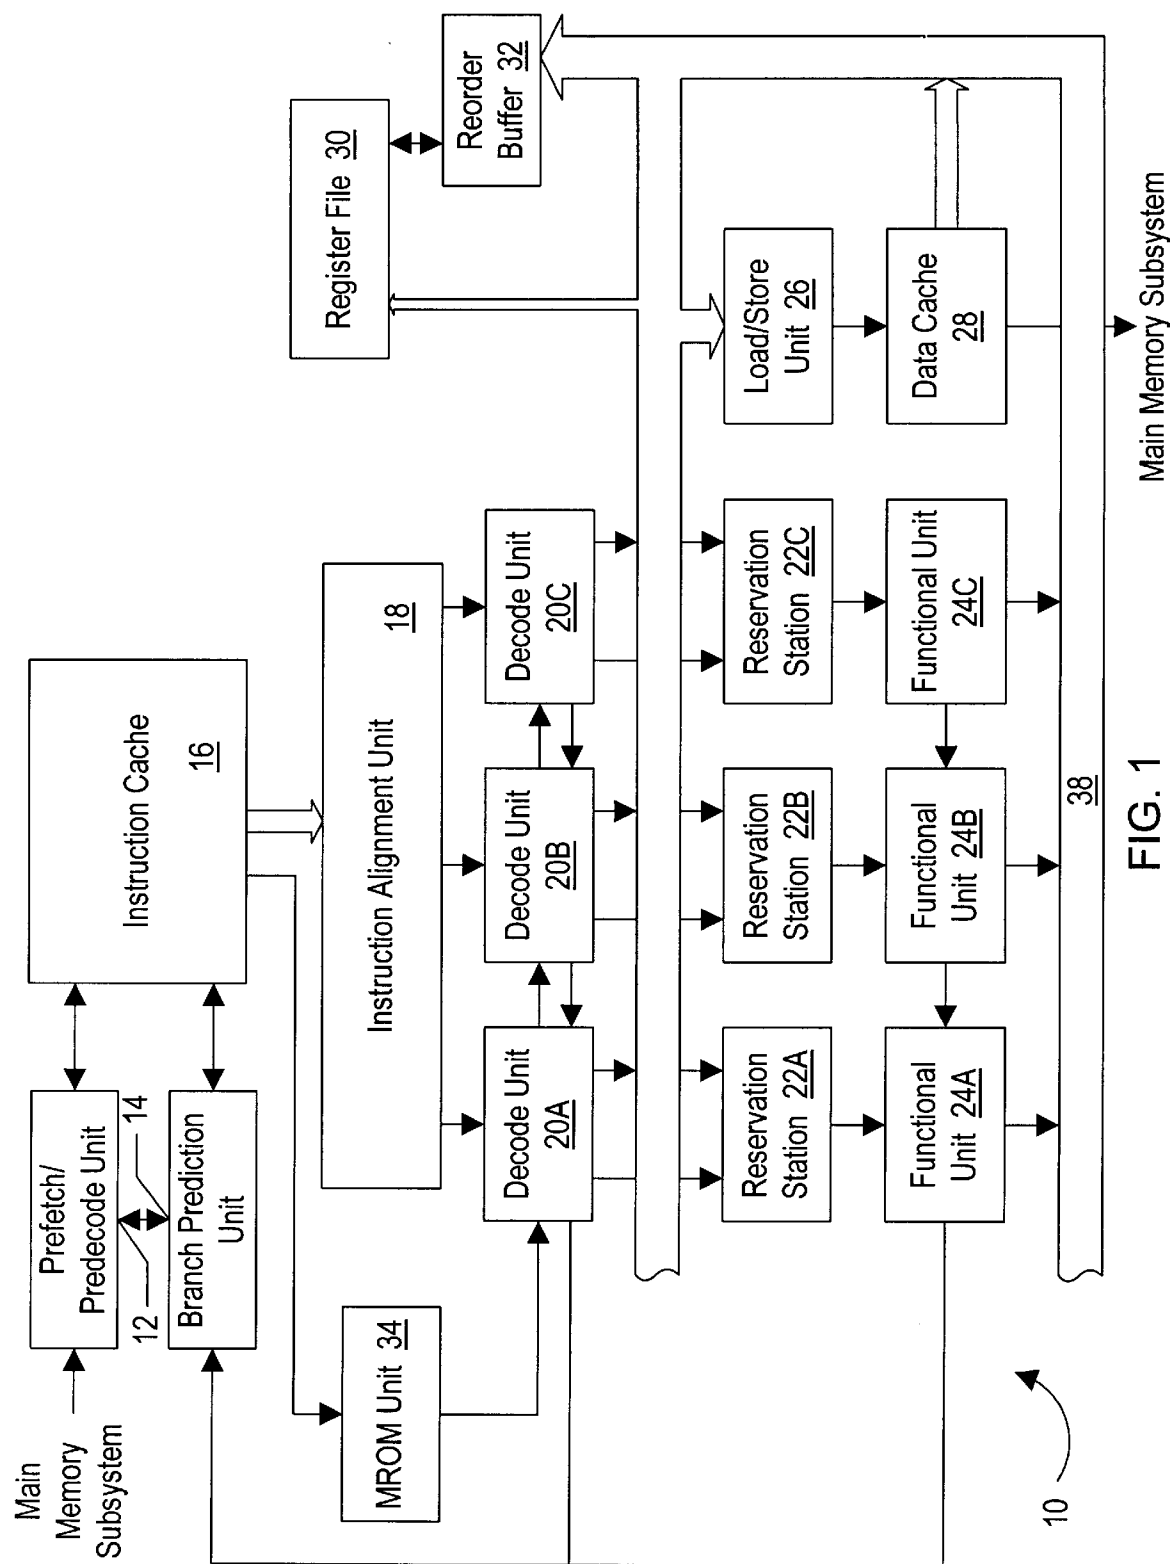 Main
Memory
Subsystem
Prefetch/
Predecode Unit
12
14
Branch Prediction
Unit
Instruction Cache
16
Register File 30
Reorder
Buffer 32
MROM Unit 34
Instruction Alignment Unit
18
Decode Unit
20A
Decode Unit
20B
Decode Unit
20C
Reservation
Station 22A
Reservation
Station 22B
Reservation
Station 22C
Load/Store
Unit 26
Functional
Unit 24A
Functional
Unit 24B
Functional Unit
24C
Data Cache
28
38
10
Main Memory Subsystem
FIG. 1